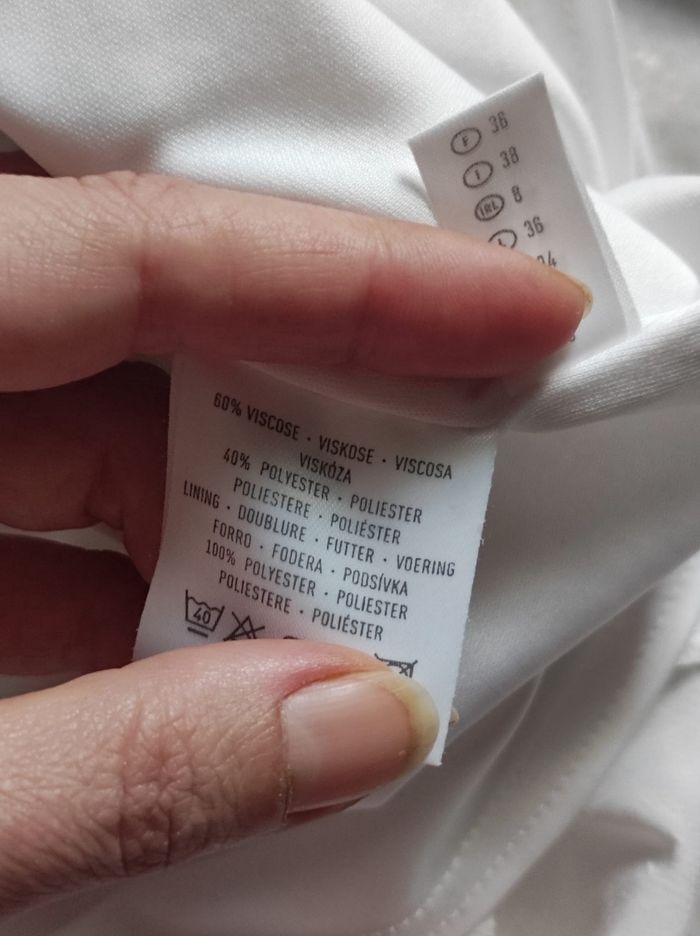 F 36
I 38
IRL 8
36
04
60% VISCOSE · VISKOSE · VISCOSA
VISKÓZA
40% POLYESTER · POLIESTER
POLIESTERE · POLIÉSTER
LINING · DOUBLURE · FUTTER · VOERING
FORRO · FODERA · PODSÍVKA
100% POLYESTER · POLIESTER
POLIESTERE · POLIÉSTER
40